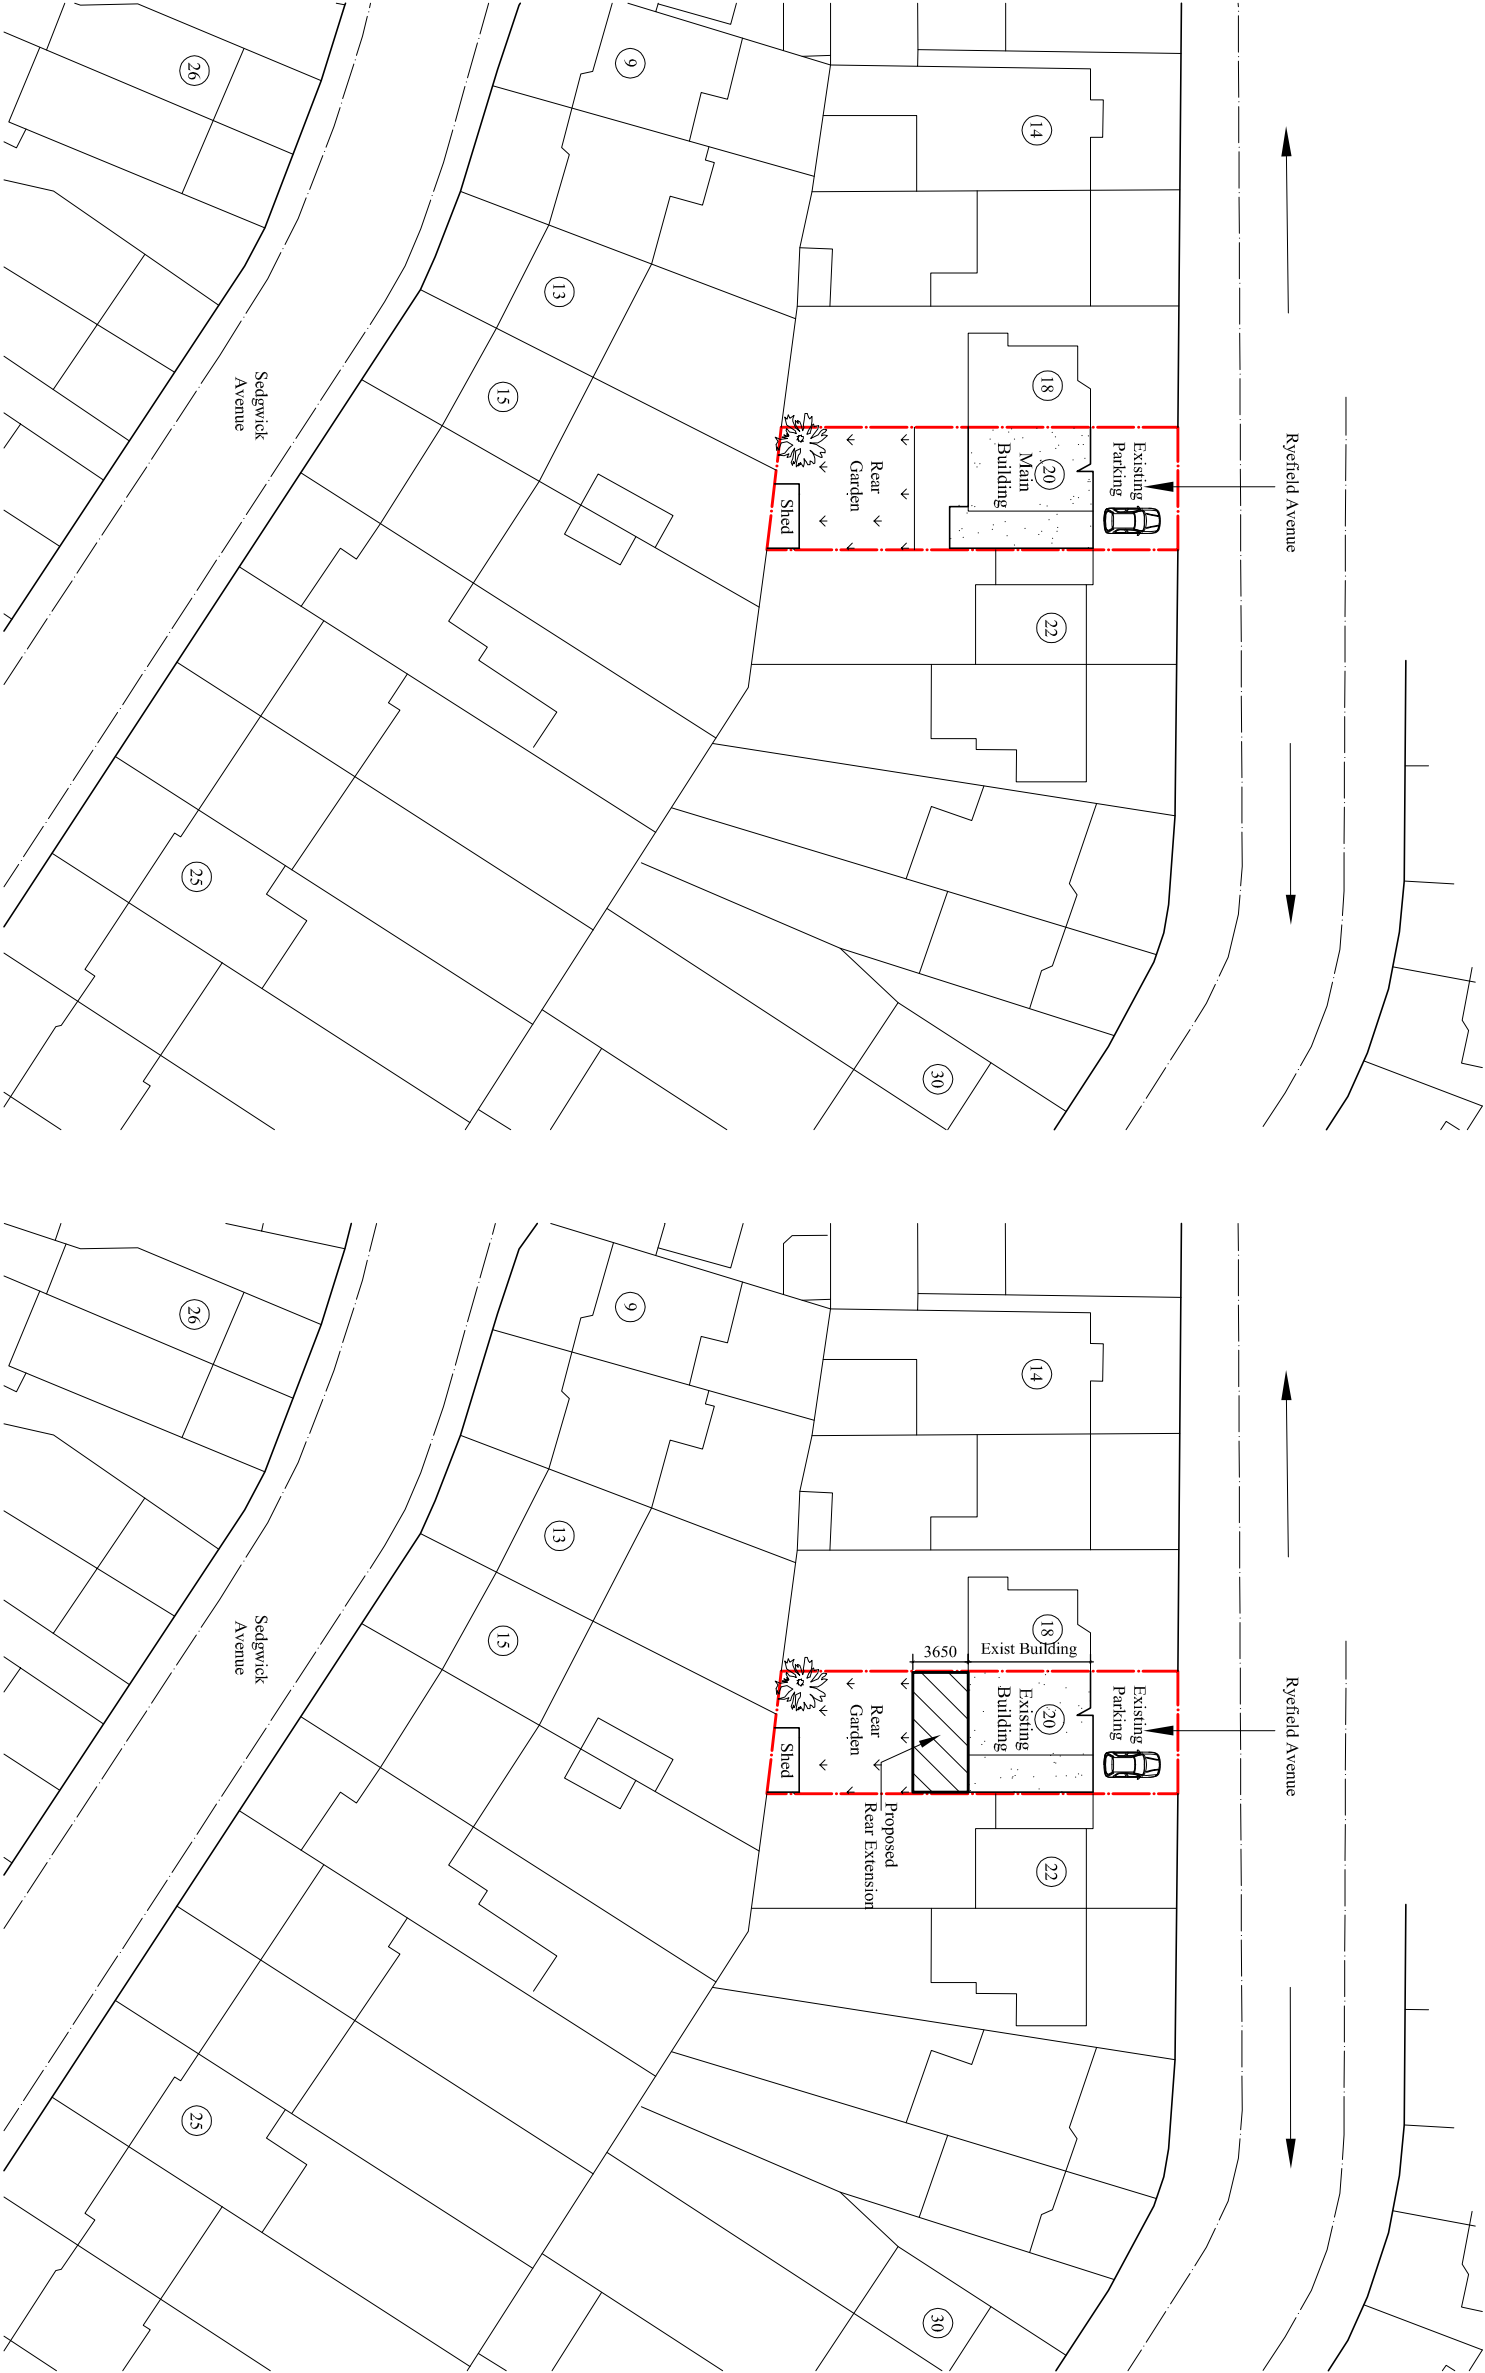 26
9
14
13
15
18
20
Main
Building
Existing
Parking
Rear
Garden
Shed
22
25
30
Sedgwick
Avenue
Ryefield Avenue
26
9
14
13
15
18
3650
Exist Building
20
Existing
Building
Existing
Parking
Rear
Garden
Shed
Proposed
Rear Extension
22
25
30
Sedgwick
Avenue
Ryefield Avenue